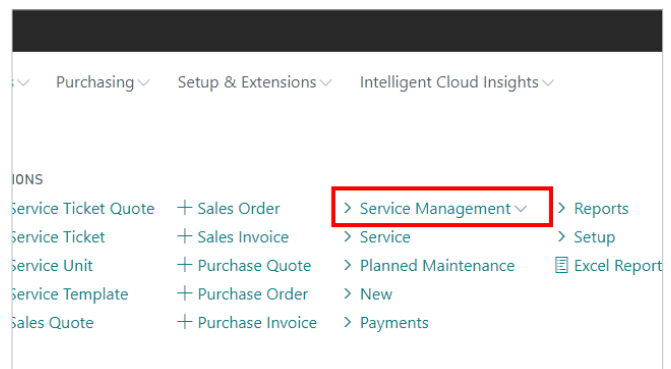 Purchasing Setup & Extensions Intelligent Cloud Insights
IONS
Service Ticket Quote + Sales Order > Service Management > Reports
Service Ticket + Sales Invoice > Service > Setup
Service Unit + Purchase Quote > Planned Maintenance Excel Report
Service Template + Purchase Order > New
Sales Quote + Purchase Invoice > Payments